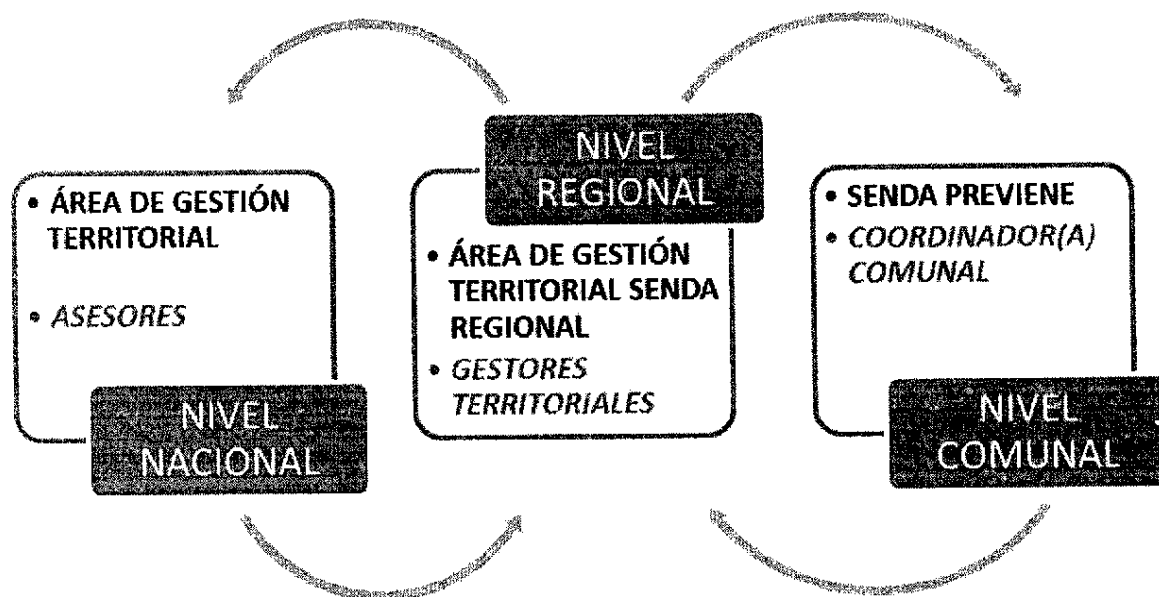 • ÁREA DE GESTIÓN
TERRITORIAL
• ASESORES
NIVEL
NACIONAL
NIVEL
REGIONAL
• ÁREA DE GESTIÓN
TERRITORIAL SENDA
REGIONAL
• GESTORES
TERRITORIALES
• SENDA PREVIENE
• COORDINADOR(A)
COMUNAL
NIVEL
COMUNAL